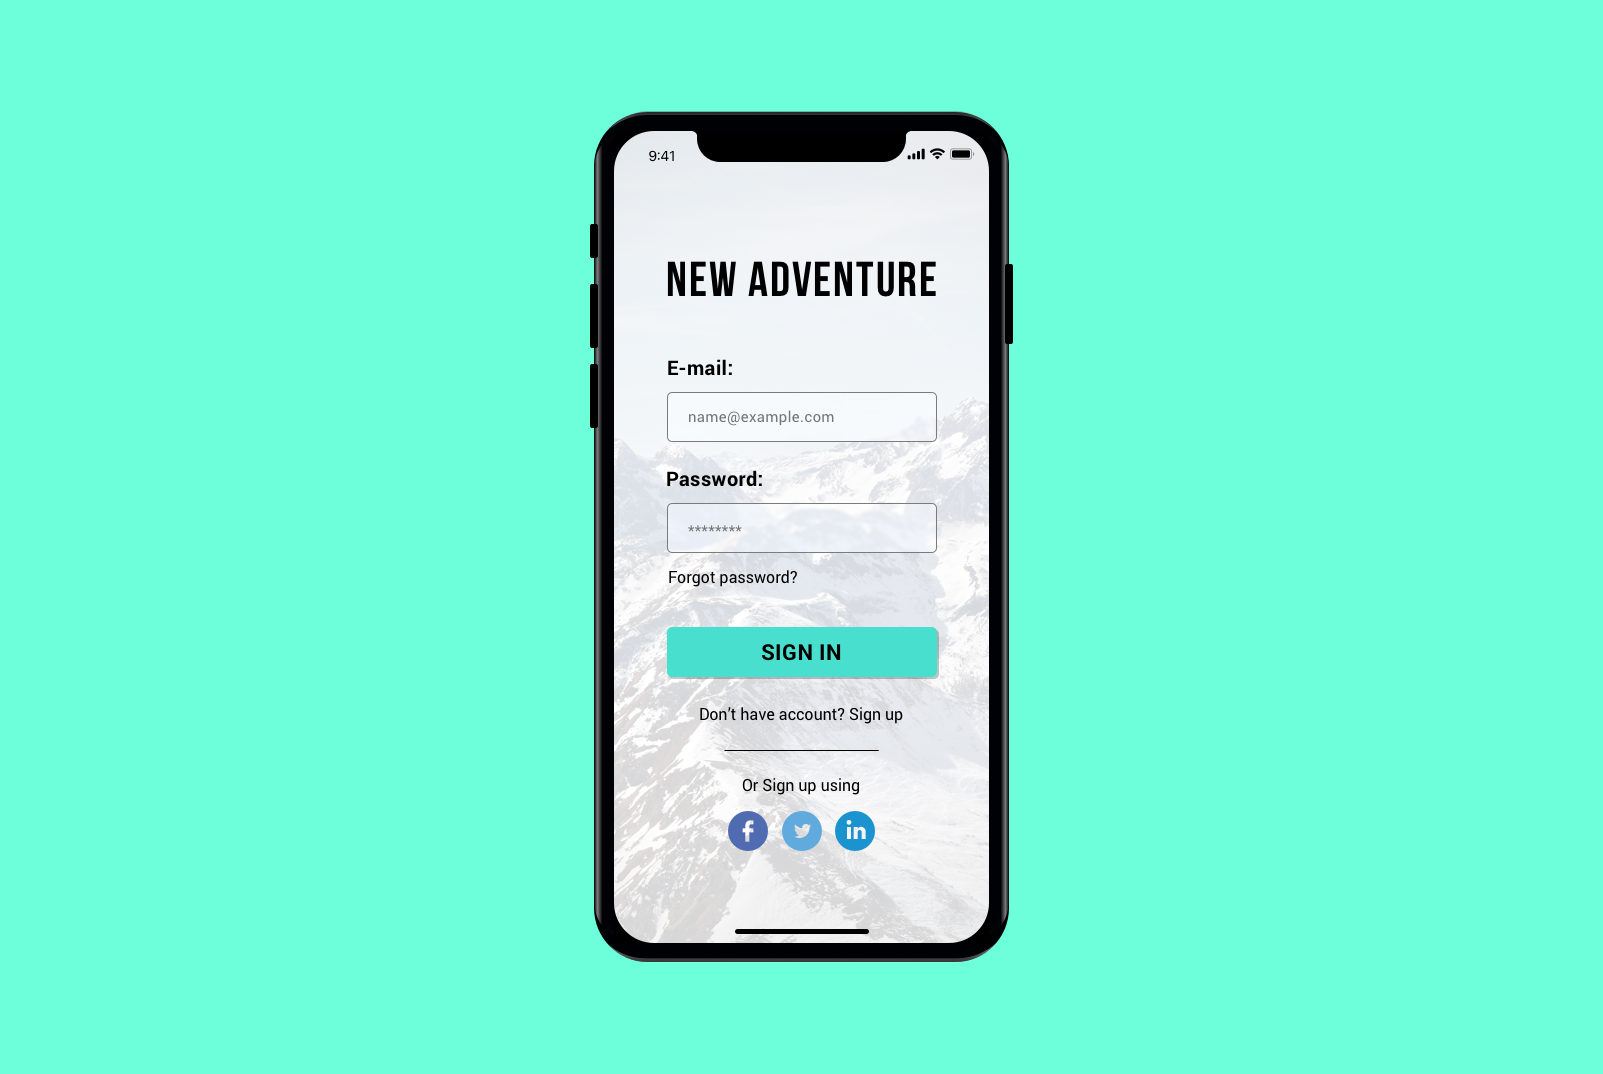 9:41
NEW ADVENTURE
E-mail:
name@example.com
Password:
********
Forgot password?
SIGN IN
Don’t have account? Sign up
Or Sign up using
f
in